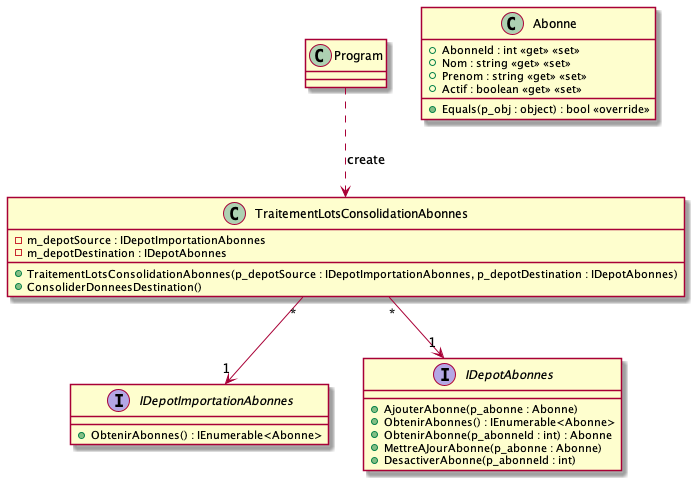 C Program
C Abonne
AbonneId : int «get» «set»
Nom : string «get» «set»
Prenom : string «get» «set»
Actif : boolean «get» «set»
Equals(p_obj : object) : bool «override»
create
C TraitementLotsConsolidationAbonnes
m_depotSource : IDepotImportationAbonnes
m_depotDestination : IDepotAbonnes
TraitementLotsConsolidationAbonnes(p_depotSource : IDepotImportationAbonnes, p_depotDestination : IDepotAbonnes)
ConsoliderDonneesDestination()
* *
1 1
I IDepotImportationAbonnes
ObtenirAbonnes() : IEnumerable<Abonne>
I IDepotAbonnes
AjouterAbonne(p_abonne : Abonne)
ObtenirAbonnes() : IEnumerable<Abonne>
ObtenirAbonne(p_abonneId : int) : Abonne
MettreAJourAbonne(p_abonne : Abonne)
DesactiverAbonne(p_abonneId : int)